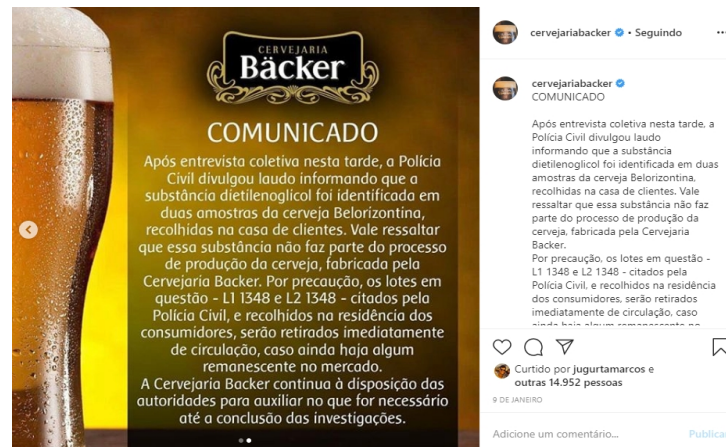 CERVEJARIA
Bäcker
COMUNICADO
Após entrevista coletiva nesta tarde, a Polícia
Civil divulgou laudo informando que a
substância dietilenoglicol foi identificada em
duas amostras da cerveja Belorizontina,
recolhidas na casa de clientes. Vale ressaltar
que essa substância não faz parte do processo
de produção da cerveja, fabricada pela
Cervejaria Backer. Por precaução, os lotes em
questão - L1 1348 e L2 1348 - citados pela
Polícia Civil, e recolhidos na residência dos
consumidores, serão retirados imediatamente
de circulação, caso ainda haja algum
remanescente no mercado.
A Cervejaria Backer continua à disposição das
autoridades para auxiliar no que for necessário
até a conclusão das investigações.
cervejariabacker • Seguindo
cervejariabacker
COMUNICADO
Após entrevista coletiva nesta tarde, a
Polícia Civil divulgou laudo
informando que a substância
dietilenoglicol foi identificada em duas
amostras da cerveja Belorizontina,
recolhidas na casa de clientes. Vale
ressaltar que essa substância não faz
parte do processo de produção da
cerveja, fabricada pela Cervejaria
Backer.
Por precaução, os lotes em questão -
L1 1348 e L2 1348 - citados pela
Polícia Civil, e recolhidos na residência
dos consumidores, serão retirados
imediatamente de circulação, caso
ainda haja algum remanescente no
Curtido por jugurtamarcos e
outras 14.952 pessoas
9 DE JANEIRO
Adicione um comentário... Publica